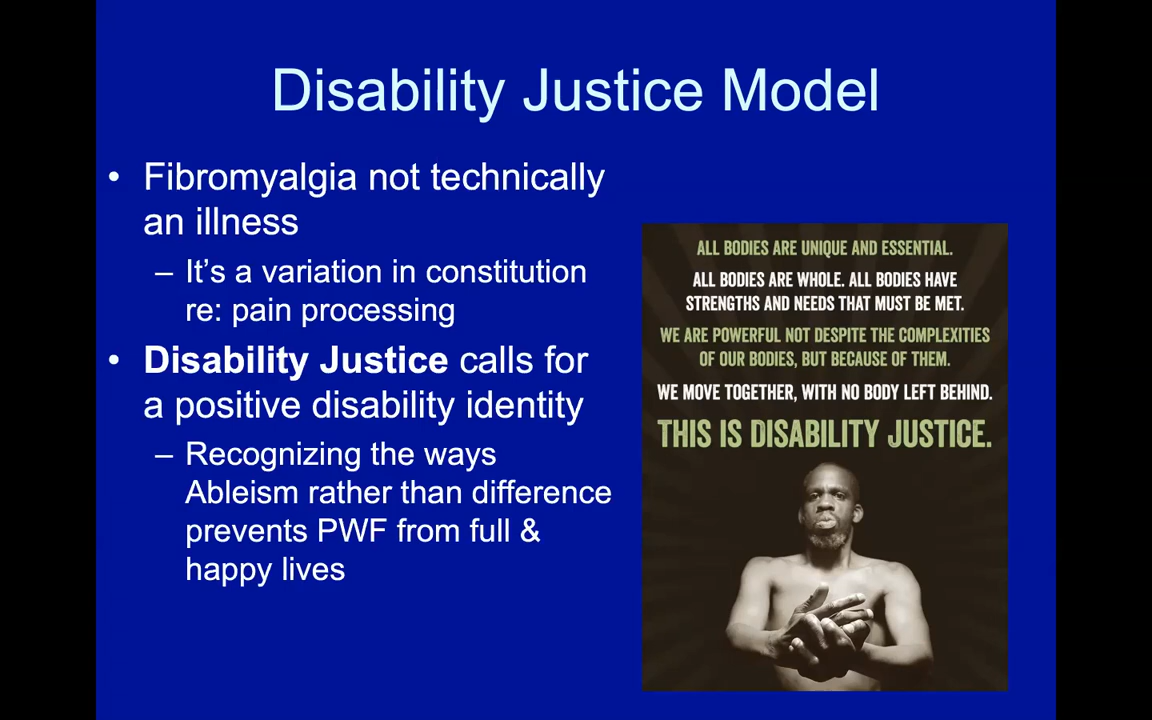 Disability Justice Model
• Fibromyalgia not technically
an illness
– It’s a variation in constitution
re: pain processing
• Disability Justice calls for
a positive disability identity
– Recognizing the ways
Ableism rather than difference
prevents PWF from full &
happy lives
ALL BODIES ARE UNIQUE AND ESSENTIAL.
ALL BODIES ARE WHOLE. ALL BODIES HAVE
STRENGTHS AND NEEDS THAT MUST BE MET.
WE ARE POWERFUL NOT DESPITE THE COMPLEXITIES
OF OUR BODIES, BUT BECAUSE OF THEM.
WE MOVE TOGETHER, WITH NO BODY LEFT BEHIND.
THIS IS DISABILITY JUSTICE.